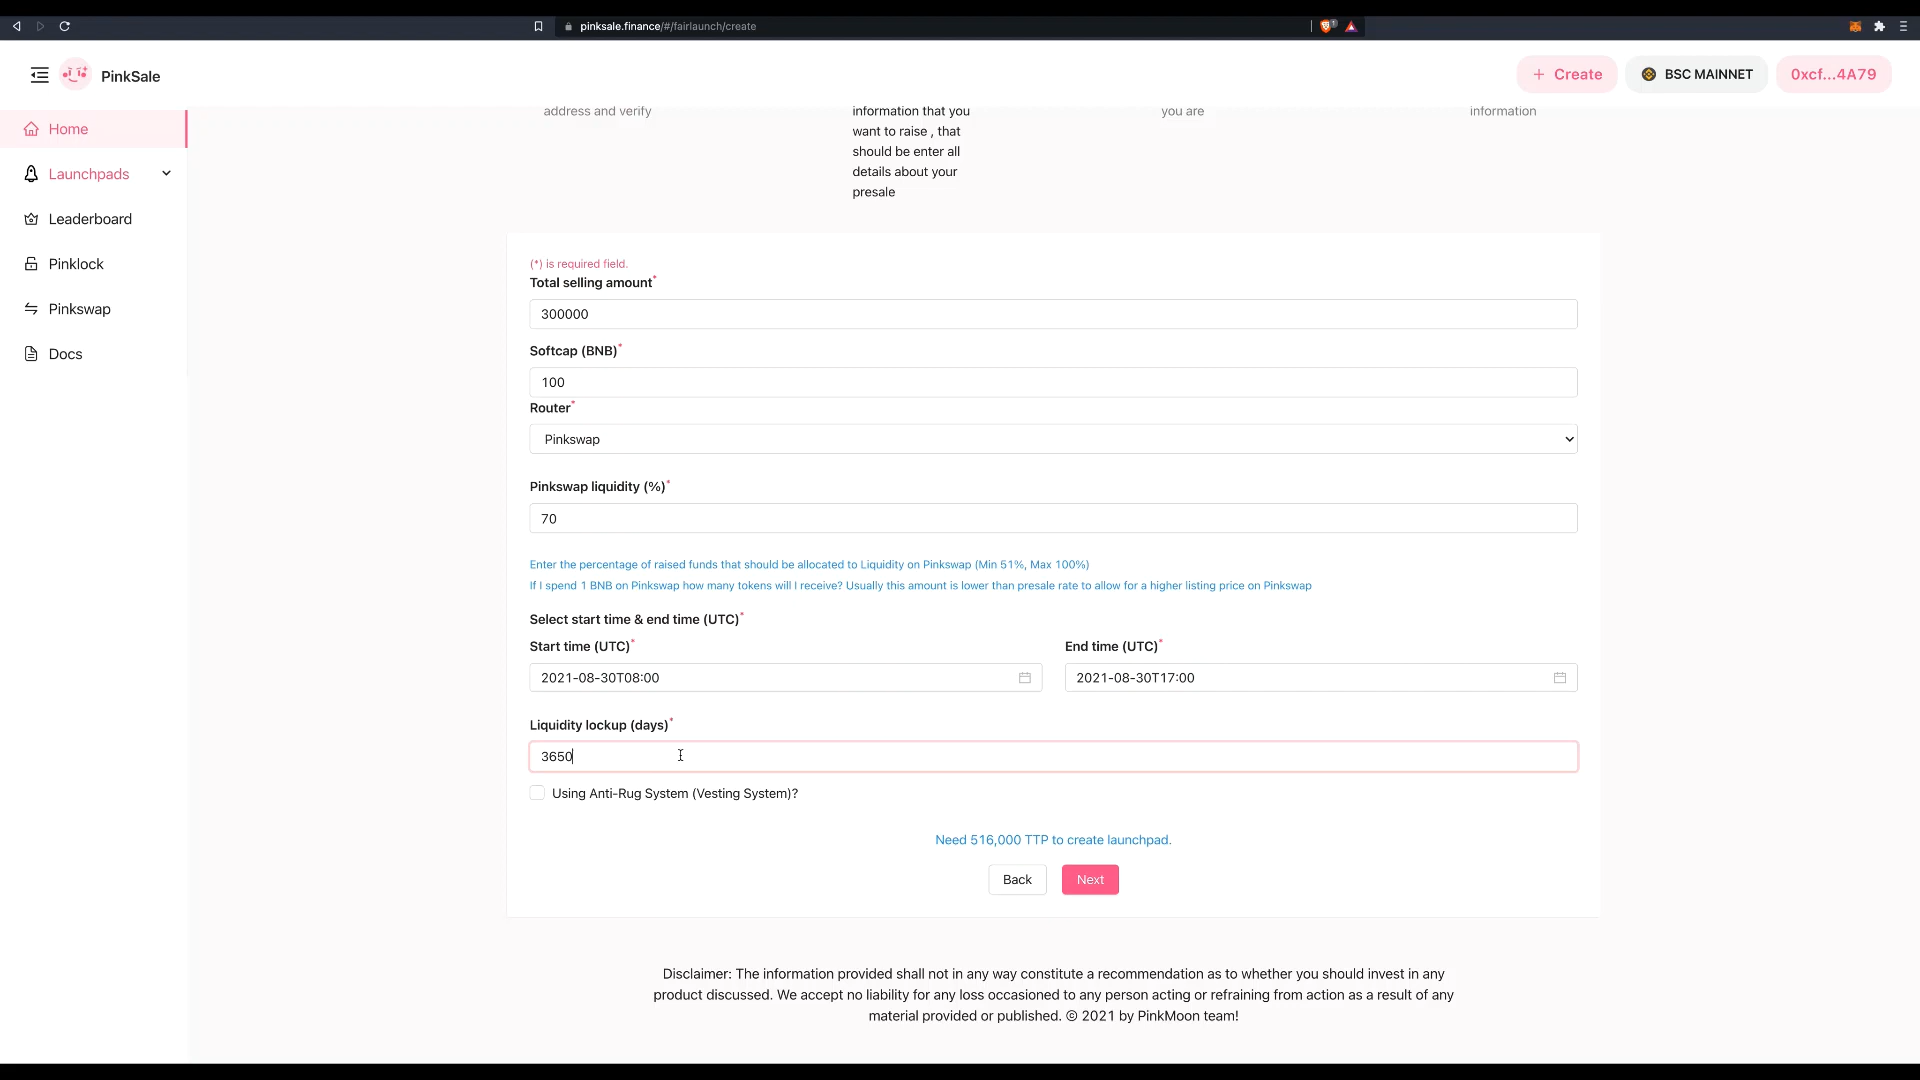 pinksale.finance/#/fairlaunch/create
1
PinkSale
Create
BSC MAINNET
0xcf...4A79
Home
Launchpads
Leaderboard
Pinklock
Pinkswap
Docs
address and verify
information that you
want to raise , that
should be enter all
details about your
presale
you are
information
(*) is required field.
Total selling amount*
300000
Softcap (BNB)*
100
Router*
Pinkswap
Pinkswap liquidity (%)*
70
Enter the percentage of raised funds that should be allocated to Liquidity on Pinkswap (Min 51%, Max 100%)
If I spend 1 BNB on Pinkswap how many tokens will I receive? Usually this amount is lower than presale rate to allow for a higher listing price on Pinkswap
Select start time & end time (UTC)*
Start time (UTC)*
End time (UTC)*
2021-08-30T08:00
2021-08-30T17:00
Liquidity lockup (days)*
3650
Using Anti-Rug System (Vesting System)?
Need 516,000 TTP to create launchpad.
Back
Next
Disclaimer: The information provided shall not in any way constitute a recommendation as to whether you should invest in any
product discussed. We accept no liability for any loss occasioned to any person acting or refraining from action as a result of any
material provided or published. © 2021 by PinkMoon team!